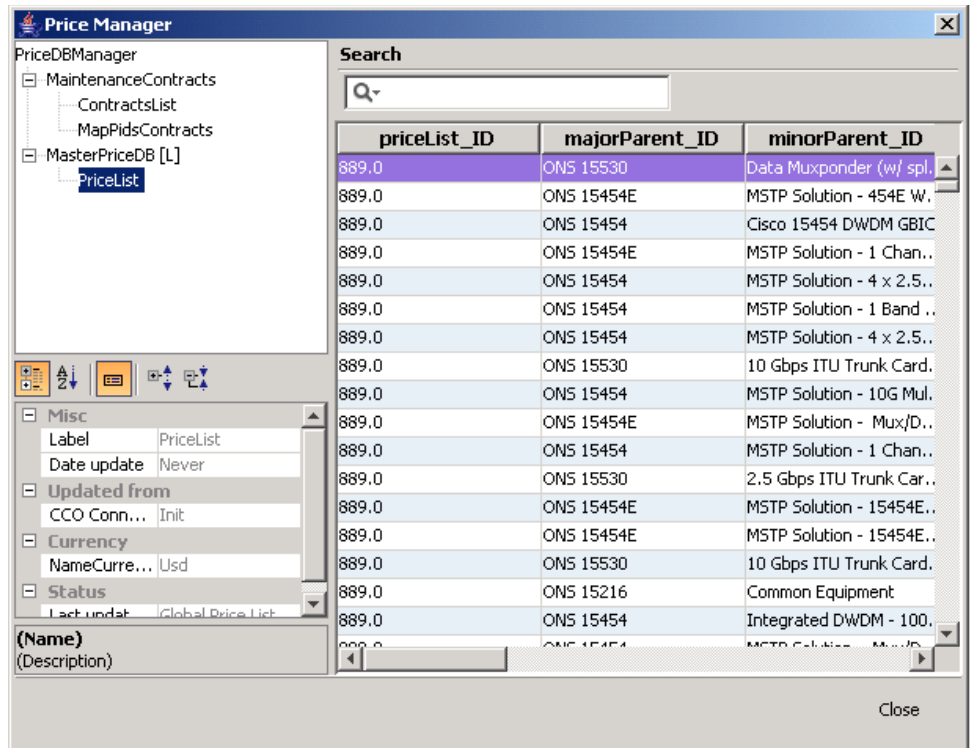 Price Manager
PriceDBManager
MaintenanceContracts
ContractsList
MapPidsContracts
MasterPriceDB [L]
PriceList
Misc
Label PriceList
Date update Never
Updated from
CCO Conn... Init
Currency
NameCurre... Usd
Status
Last updat Global Price List
(Name)
(Description)
Search
priceList_ID majorParent_ID minorParent_ID
889.0 ONS 15530 Data Muxponder (w/ spl.
889.0 ONS 15454E MSTP Solution - 454E W.
889.0 ONS 15454 Cisco 15454 DWDM GBIC
889.0 ONS 15454E MSTP Solution - 1 Chan..
889.0 ONS 15454 MSTP Solution - 4 x 2.5..
889.0 ONS 15454 MSTP Solution - 1 Band ..
889.0 ONS 15454 MSTP Solution - 4 x 2.5..
889.0 ONS 15530 10 Gbps ITU Trunk Card.
889.0 ONS 15454 MSTP Solution - 10G Mul.
889.0 ONS 15454E MSTP Solution - Mux/D..
889.0 ONS 15454 MSTP Solution - 1 Chan..
889.0 ONS 15530 2.5 Gbps ITU Trunk Car..
889.0 ONS 15454E MSTP Solution - 15454E..
889.0 ONS 15454E MSTP Solution - 15454E..
889.0 ONS 15530 10 Gbps ITU Trunk Card.
889.0 ONS 15216 Common Equipment
889.0 ONS 15454 Integrated DWDM - 100.
Close